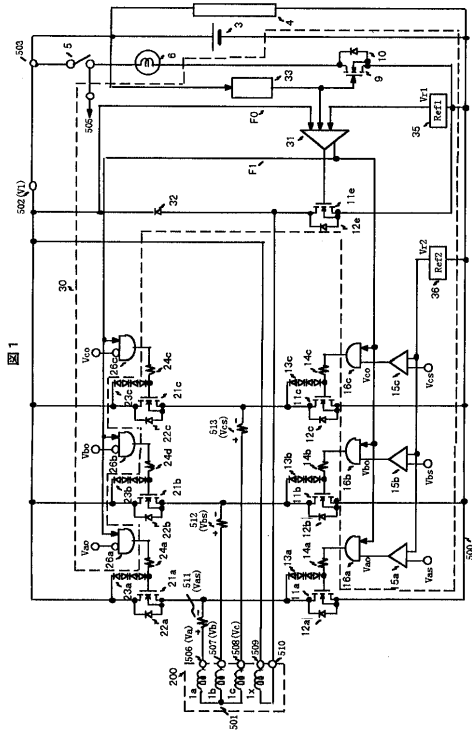 図 1
503
5
6
3
4
10
9
33
505
F0
31
Vr1
Ref1
35
502 (V1)
F1
32
11e
12e
30
Vr2
Ref2
36
Vco
26c
24c
23c
21c
22c
513
(Vcs)
13c
14c
11c
12c
16c
Vco
15c
Vcs
Vbo
26b
24d
23b
21b
22b
512
(Vbs)
13b
14b
11b
12b
16b
Vbo
15b
Vbs
Vao
26a
24a
23a
21a
22a
511
(Vas)
13a
14a
11a
12a
16a
Vao
15a
Vas
500
506 (Va)
507 (Vb)
508 (Vc)
509
510
200
1a
1b
1c
1x
501